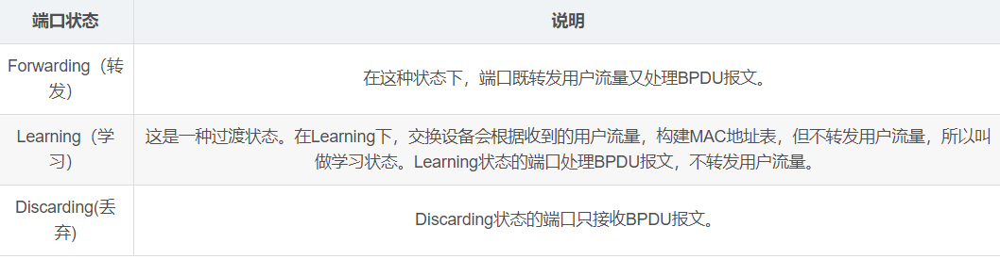 端口状态 说明
Forwarding（转
发）
在这种状态下，端口既转发用户流量又处理BPDU报文。
Learning（学
习）
这是一种过渡状态。在Learning下，交换设备会根据收到的用户流量，构建MAC地址表，但不转发用户流量，所以叫
做学习状态。Learning状态的端口处理BPDU报文，不转发用户流量。
Discarding(丢
弃)
Discarding状态的端口只接收BPDU报文。